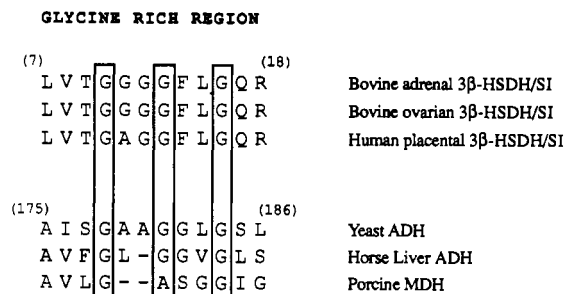 GLYCINE RICH REGION
(7) (18)
L V T G G G G F L G Q R Bovine adrenal 3β-HSDH/SI
L V T G G G G F L G Q R Bovine ovarian 3β-HSDH/SI
L V T G A G G F L G Q R Human placental 3β-HSDH/SI
(175) (186)
A I S G A A G G L G S L Yeast ADH
A V F G L - G G V G L S Horse Liver ADH
A V L G - - A S G G I G Porcine MDH